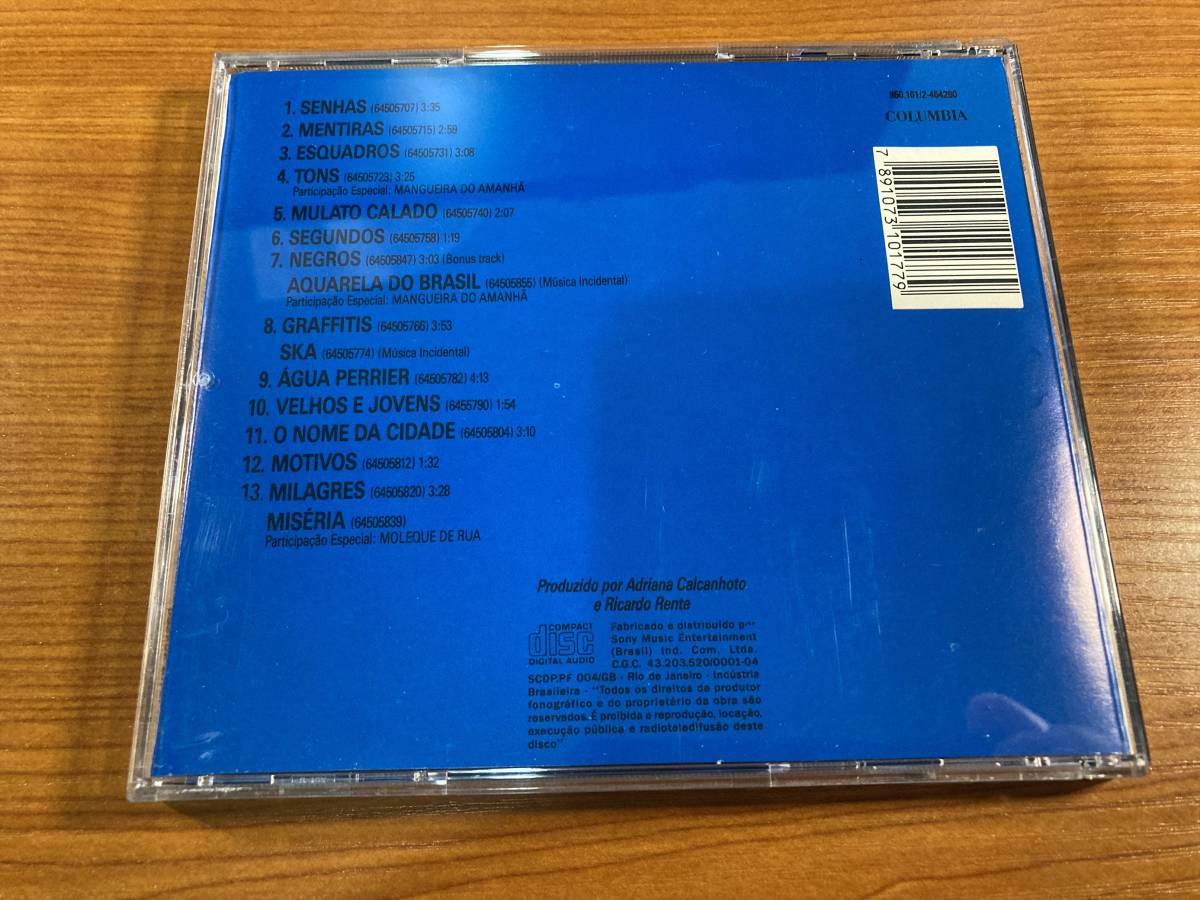 1. SENHAS (64505707) 3:35
2. MENTIRAS (64505715) 2:59
3. ESQUADROS (64505731) 3:08
4. TONS (64505723) 3:25
Participação Especial: MANGUEIRA DO AMANHÃ
5. MULATO CALADO (64505740) 2:07
6. SEGUNDOS (64505758) 1:19
7. NEGROS (64505847) 3:03 (Bonus track)
AQUARELA DO BRASIL (64505855) (Música Incidental)
Participação Especial: MANGUEIRA DO AMANHÃ
8. GRAFFITIS (64505766) 3:53
SKA (64505774) (Música Incidental)
9. ÁGUA PERRIER (64505782) 4:13
10. VELHOS E JOVENS (6455790) 1:54
11. O NOME DA CIDADE (64505804) 3:10
12. MOTIVOS (64505812) 1:32
13. MILAGRES (64505820) 3:28
MISÉRIA (64505839)
Participação Especial: MOLEQUE DE RUA
850.161/2-464280
COLUMBIA
7 891073 101779
Produzido por Adriana Calcanhoto
e Ricardo Rente
COMPACT
disc
DIGITAL AUDIO
Fabricado e distribuido por
Sony Music Entertainment
(Brasil) Ind. Com. Ltda.
C.G.C. 43.203.520/0001-04
SCDP.PF 004/GB - Rio de Janeiro - Indústria
Brasileira - "Todos os direitos de produtor
fonográfico e do proprietário da obra são
reservados. É proibida a reprodução, locação,
execução pública e radioteledifusão deste
disco"